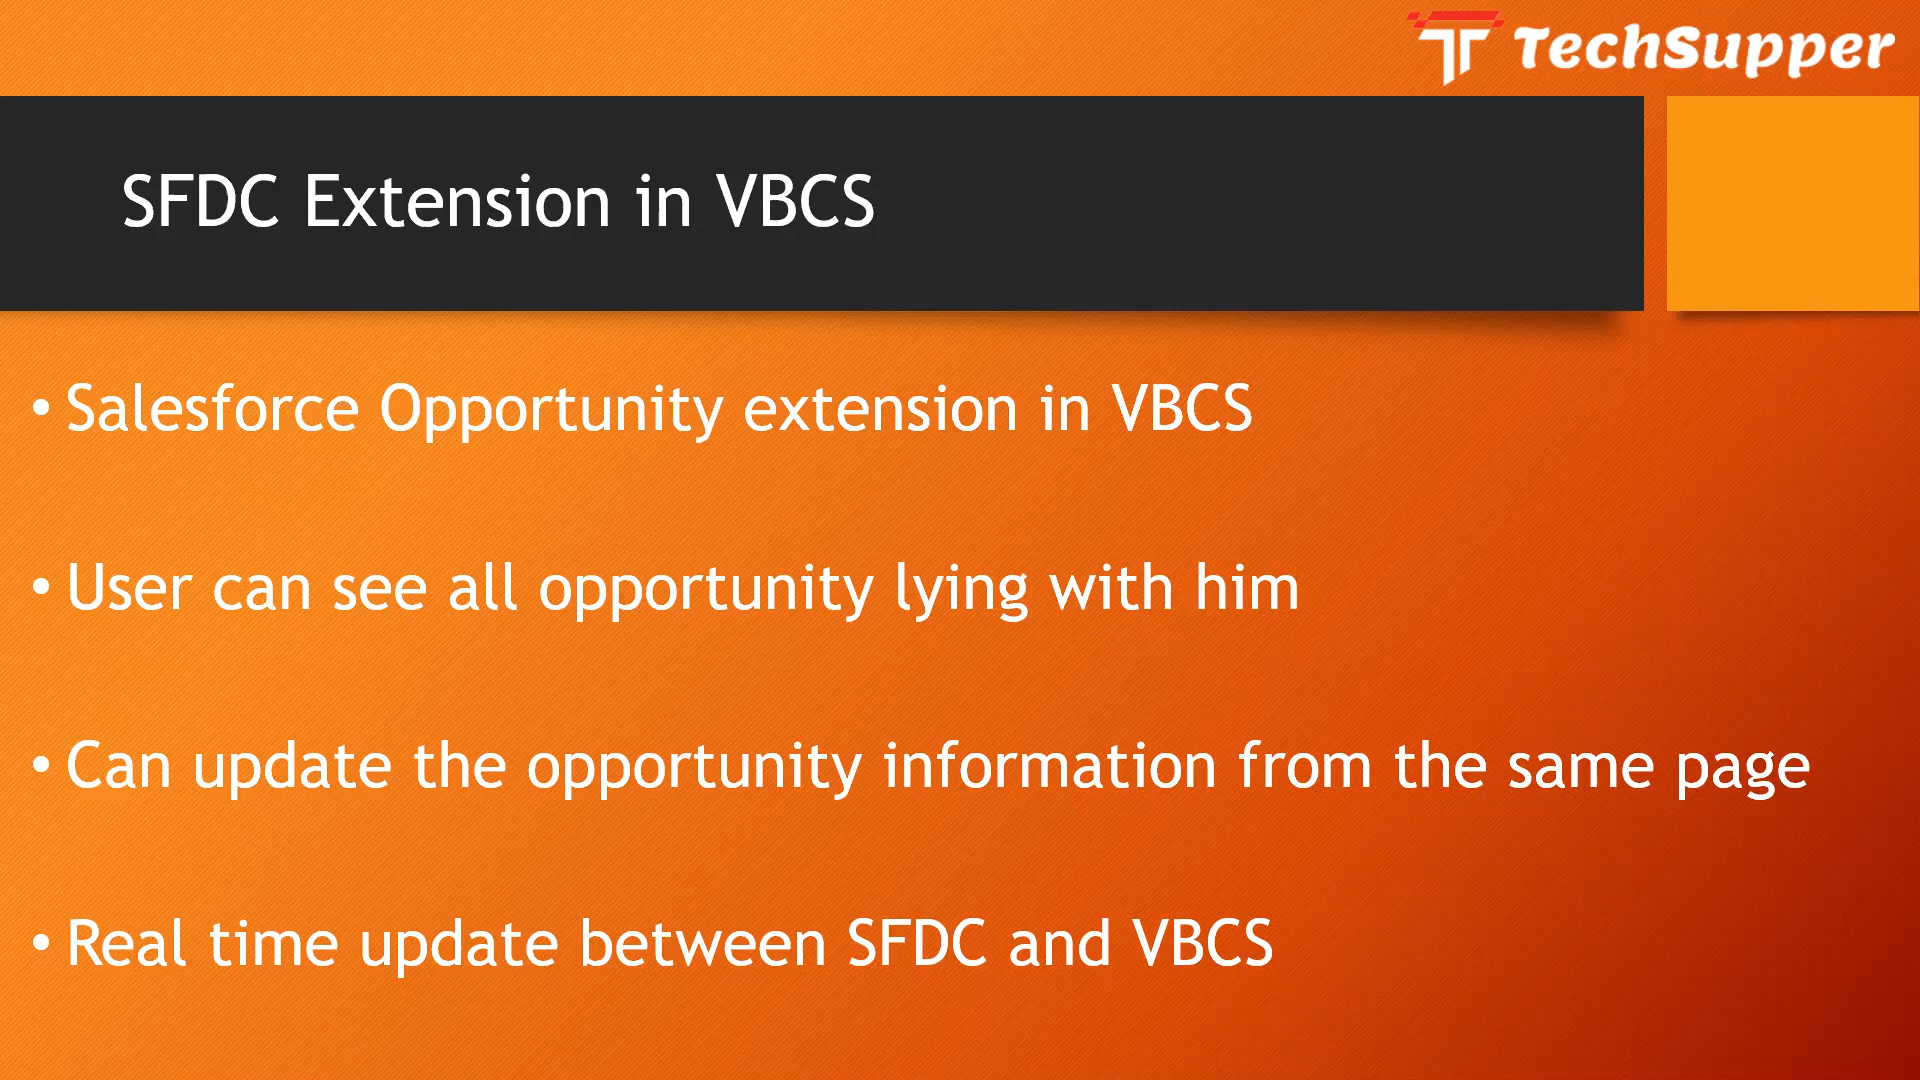 TechSupper
SFDC Extension in VBCS
• Salesforce Opportunity extension in VBCS
• User can see all opportunity lying with him
• Can update the opportunity information from the same page
• Real time update between SFDC and VBCS